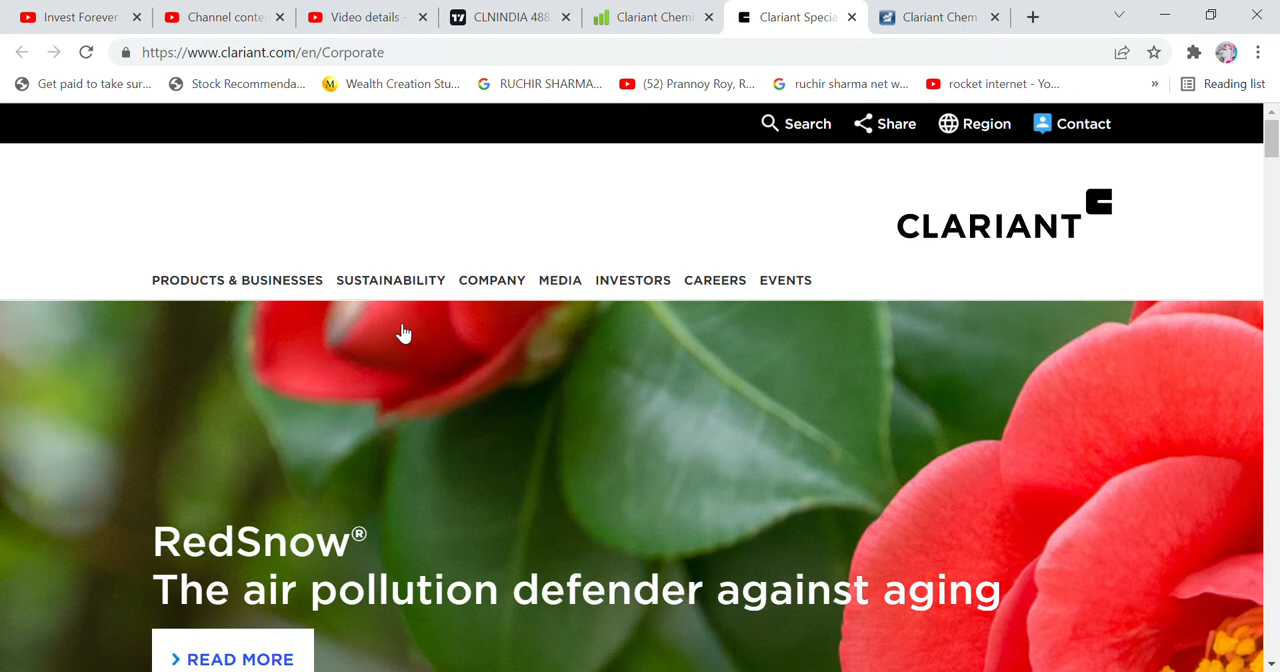 Invest Forever
Channel conte
Video details -
CLNINDIA 488.
Clariant Chemi
Clariant Specia
Clariant Chem
https://www.clariant.com/en/Corporate
Get paid to take sur...
Stock Recommenda...
M
Wealth Creation Stu...
RUCHIR SHARMA...
(52) Prannoy Roy, R...
ruchir sharma net w...
rocket internet - Yo...
»
Reading list
Search
Share
Region
Contact
CLARIANT
PRODUCTS & BUSINESSES
SUSTAINABILITY
COMPANY
MEDIA
INVESTORS
CAREERS
EVENTS
RedSnow®
The air pollution defender against aging
READ MORE